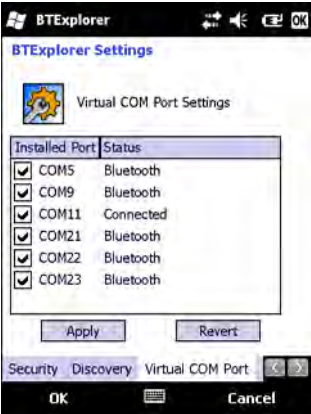 BTExplorer OK
BTExplorer Settings
Virtual COM Port Settings
Installed Port Status
COM5 Bluetooth
COM9 Bluetooth
COM11 Connected
COM21 Bluetooth
COM22 Bluetooth
COM23 Bluetooth
Apply Revert
Security Discovery Virtual COM Port
OK Cancel